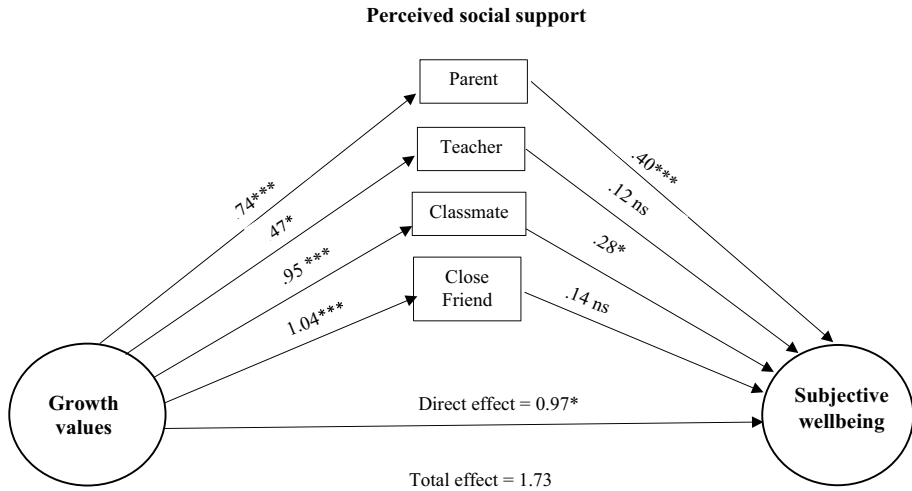 Perceived social support
Parent
Teacher
Classmate
Close
Friend
.74***
.47*
.95 ***
1.04***
.40***
.12 ns
.28*
.14 ns
Growth
values
Subjective
wellbeing
Direct effect = 0.97*
Total effect = 1.73